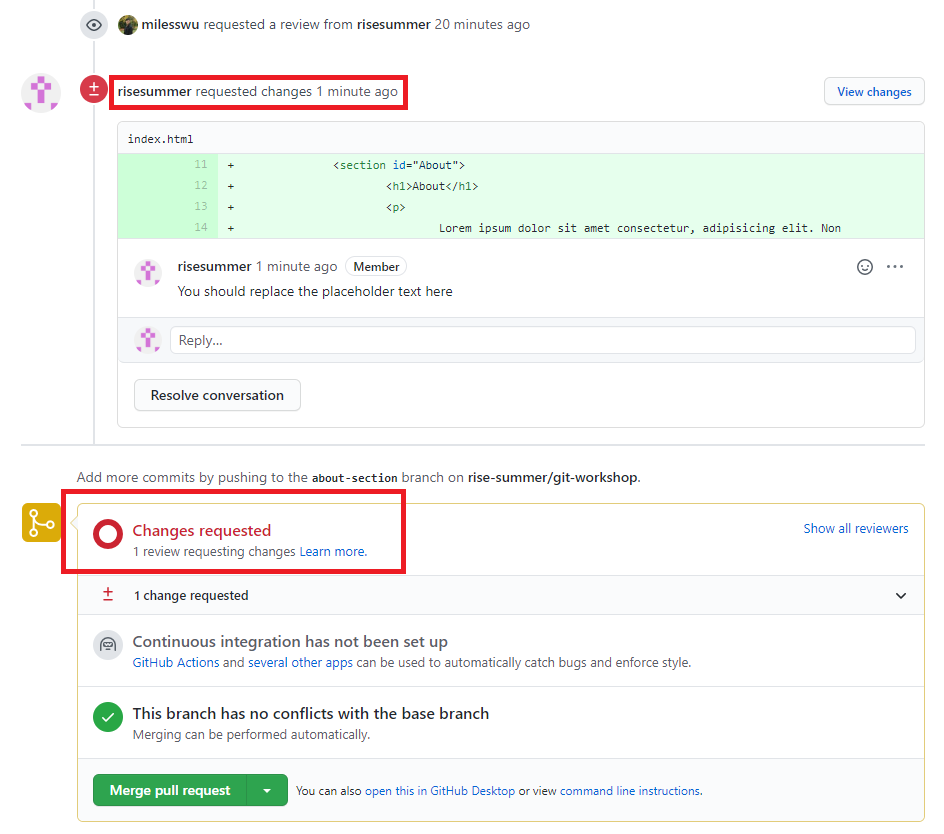 milesswu requested a review from risesummer 20 minutes ago
risesummer requested changes 1 minute ago
View changes
index.html
11 + <section id="About">
12 + <h1>About</h1>
13 + <p>
14 + Lorem ipsum dolor sit amet consectetur, adipisicing elit. Non
risesummer 1 minute ago Member
You should replace the placeholder text here
Reply...
Resolve conversation
Add more commits by pushing to the about-section branch on rise-summer/git-workshop.
Changes requested
Show all reviewers
1 review requesting changes Learn more.
1 change requested
Continuous integration has not been set up
GitHub Actions and several other apps can be used to automatically catch bugs and enforce style.
This branch has no conflicts with the base branch
Merging can be performed automatically.
Merge pull request
You can also open this in GitHub Desktop or view command line instructions.